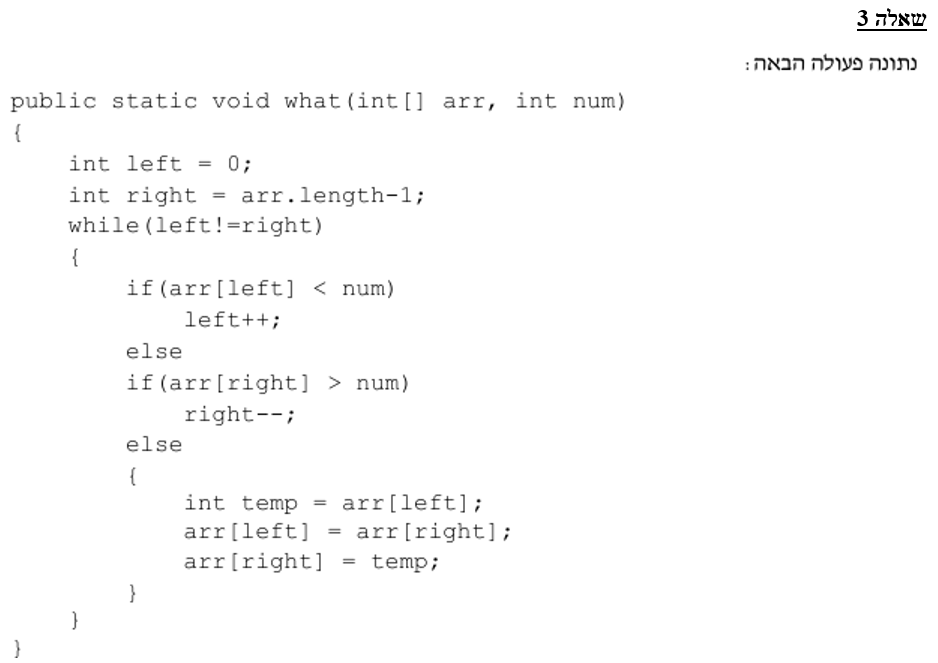 שאלה 3
נתונה פעולה הבאה:
public static void what(int[] arr, int num)
{
    int left = 0;
    int right = arr.length-1;
    while(left!=right)
    {
        if(arr[left] < num)
            left++;
        else
        if(arr[right] > num)
            right--;
        else
        {
            int temp = arr[left];
            arr[left] = arr[right];
            arr[right] = temp;
        }
    }
}